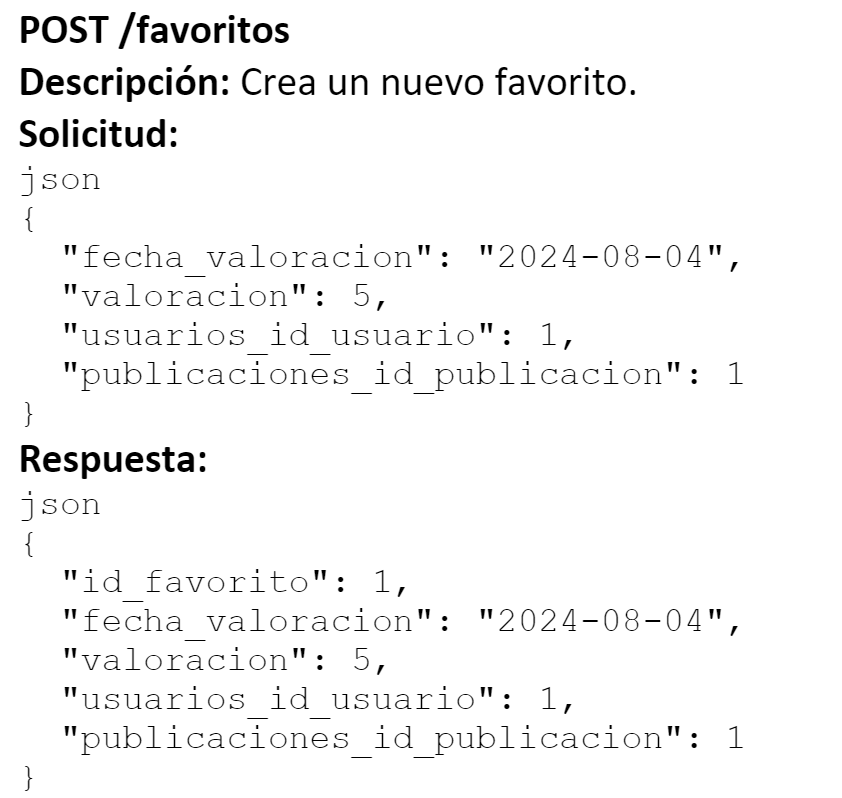 POST /favoritos
Descripción: Crea un nuevo favorito.
Solicitud:
json
{
  "fecha_valoracion": "2024-08-04",
  "valoracion": 5,
  "usuarios_id_usuario": 1,
  "publicaciones_id_publicacion": 1
}
Respuesta:
json
{
  "id_favorito": 1,
  "fecha_valoracion": "2024-08-04",
  "valoracion": 5,
  "usuarios_id_usuario": 1,
  "publicaciones_id_publicacion": 1
}